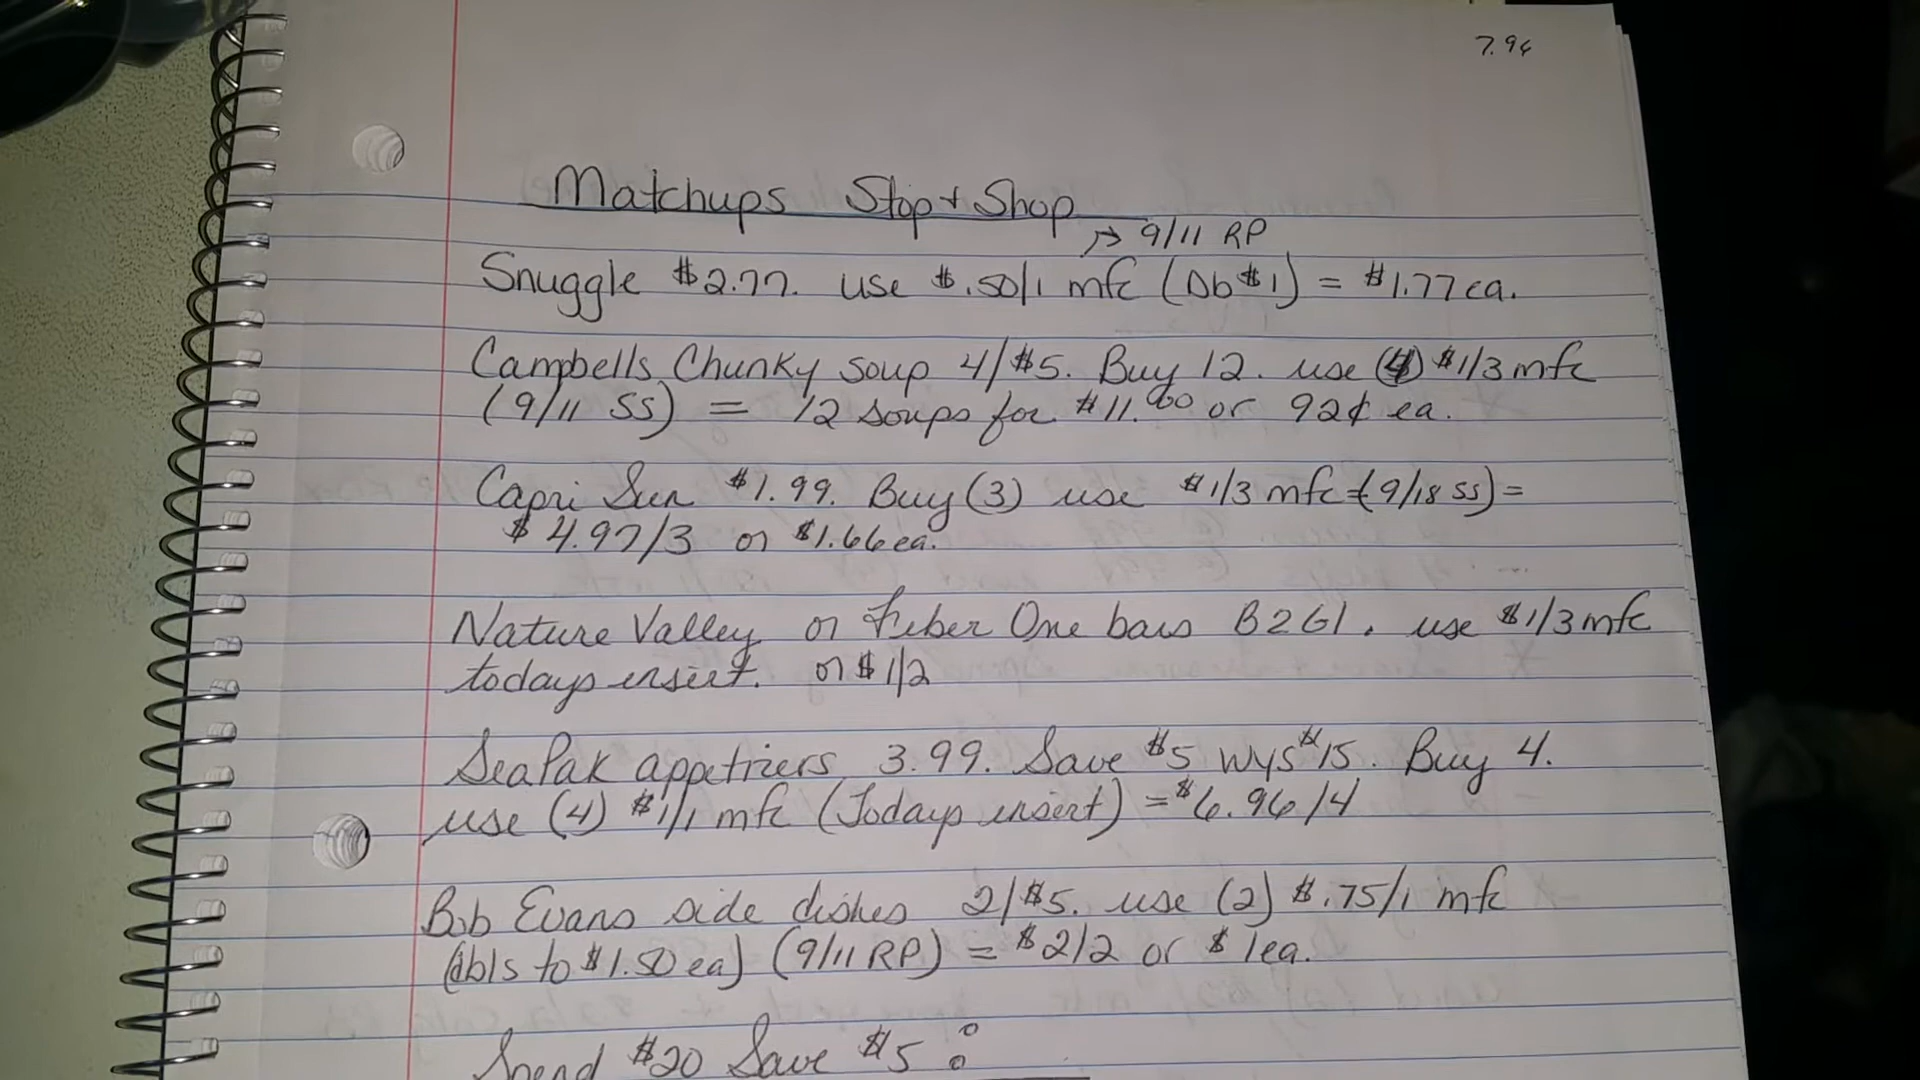 7.96
Matchups Stop + Shop
→ 9/11 RP
Snuggle $2.77. use $.50/1 mfc (Db $1) = $1.77 ea.
Campbells Chunky soup 4/$5. Buy 12. use (4) $1/3 mfc
(9/11 SS) = 12 soups for $11.00 or 92¢ ea.
Capri Sun $1.99. Buy (3) use $1/3 mfc (9/18 SS) =
$4.97/3 or $1.66 ea.
Nature Valley or Fiber One bars B2G1. use $1/3 mfc
todays insert. or $1/2
SeaPak appetriers 3.99. Save $5 wys $15. Buy 4.
use (4) $1/1 mfc (Todays insert) = $6.96/4
Bob Evans side dishes 2/$5. use (2) $.75/1 mfc
(dbls to $1.50 ea) (9/11 RP) = $2/2 or $1 ea.
Spend $20 Save $5: